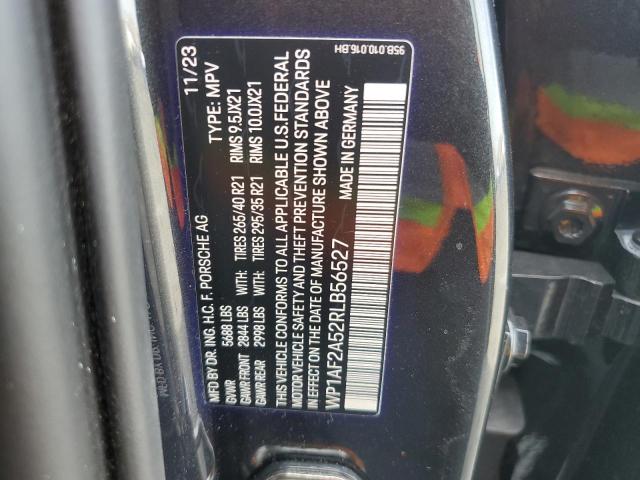 11/23
MFD BY DR. ING. H.C. F. PORSCHE AG TYPE: MPV
GVWR 5688 LBS
GAWR FRONT 2844 LBS WITH: TIRES 265/40 R21 RIMS 9.5JX21
GAWR REAR 2998 LBS WITH: TIRES 295/35 R21 RIMS 10.0JX21
THIS VEHICLE CONFORMS TO ALL APPLICABLE U.S. FEDERAL
MOTOR VEHICLE SAFETY AND THEFT PREVENTION STANDARDS
IN EFFECT ON THE DATE OF MANUFACTURE SHOWN ABOVE
WP1AF2A52RLB56527 MADE IN GERMANY
95B.010.016.BH